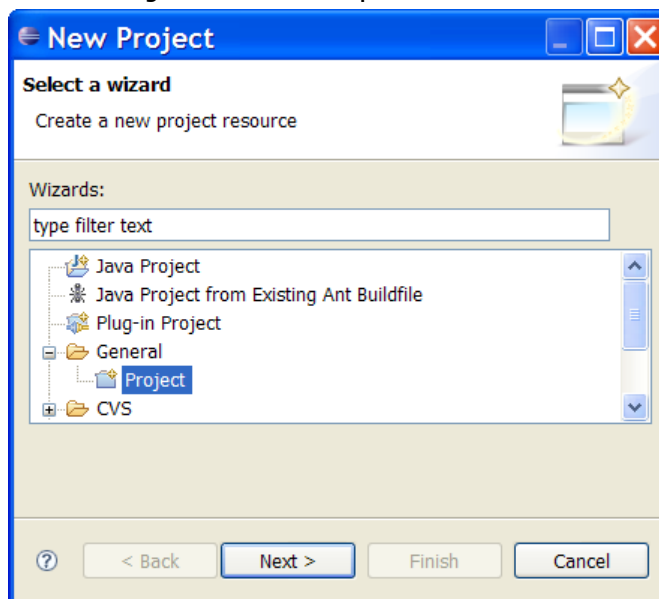 New Project
Select a wizard
Create a new project resource
Wizards:
type filter text
Java Project
Java Project from Existing Ant Buildfile
Plug-in Project
General
Project
CVS
< Back Next > Finish Cancel